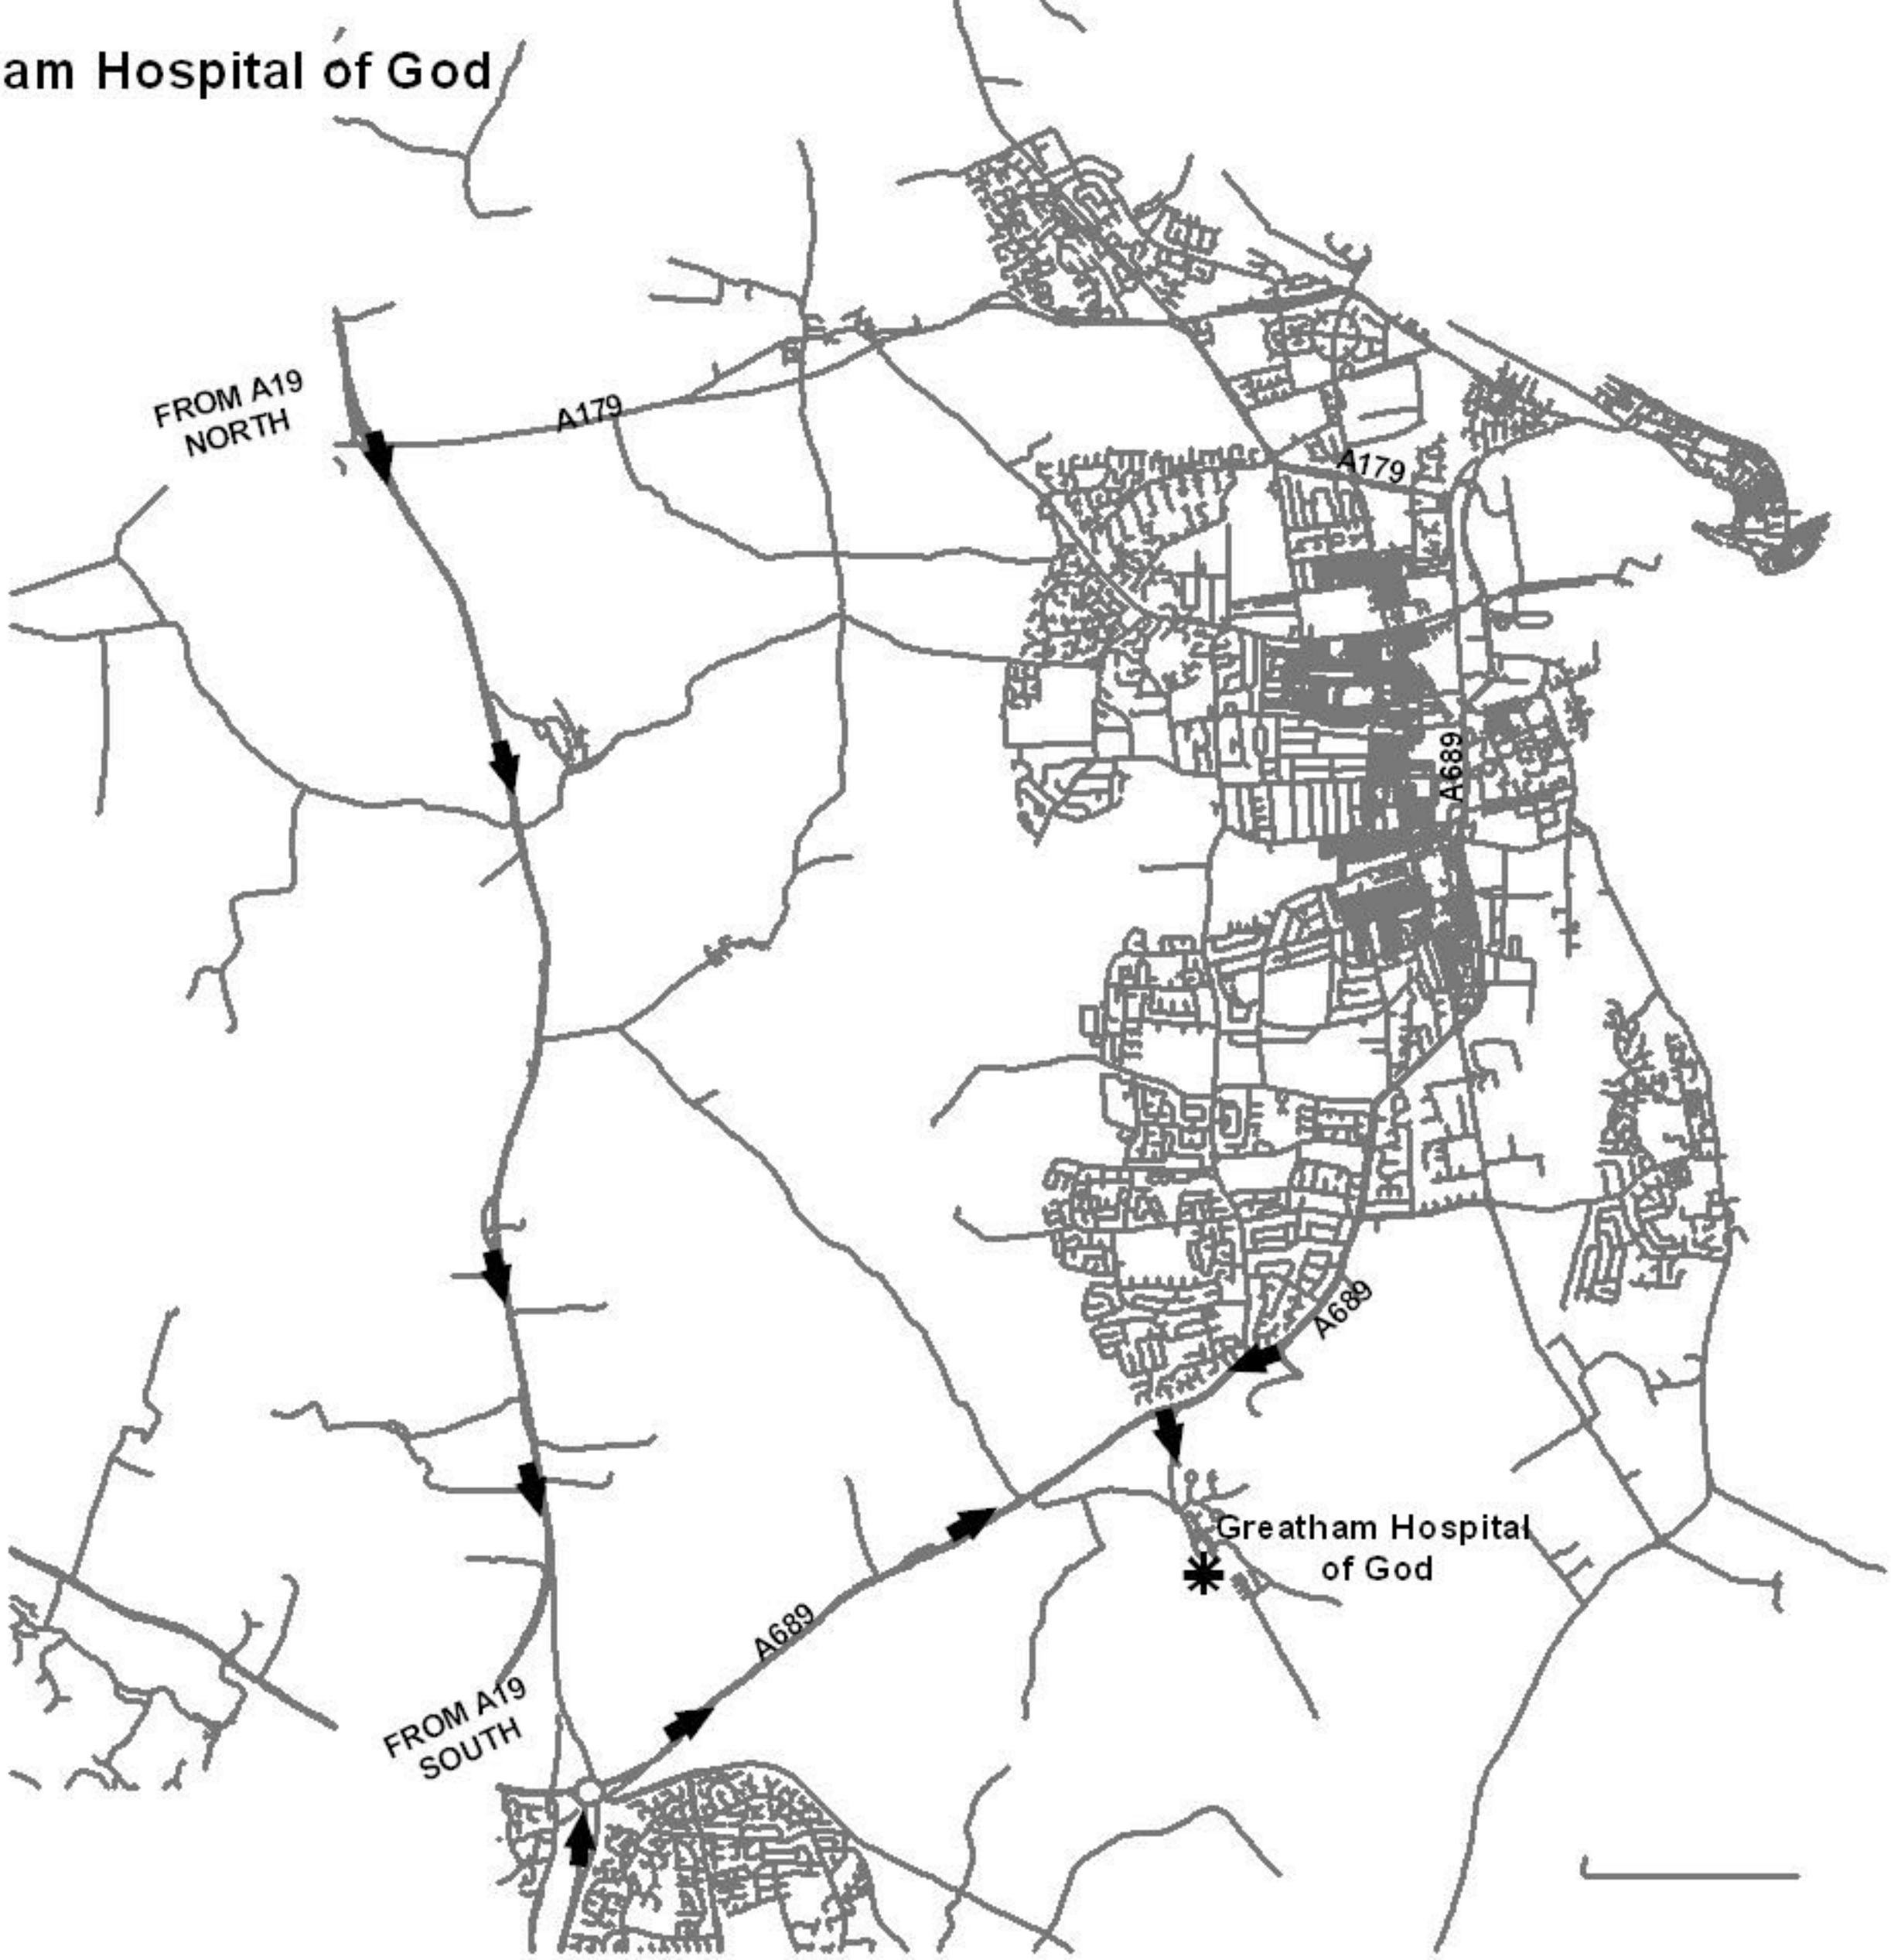 am Hospital of God
FROM A19
NORTH
A179
A179
A689
A689
Greatham Hospital
of God
A689
FROM A19
SOUTH